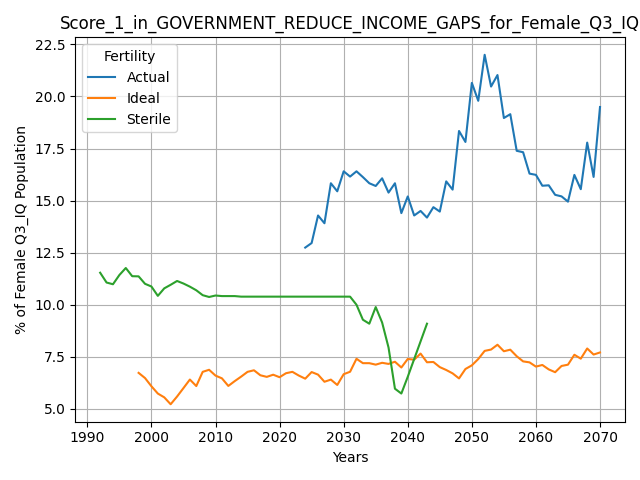 Score_1_in_GOVERNMENT_REDUCE_INCOME_GAPS_for_Female_Q3_IQ
Fertility
Actual
Ideal
Sterile
% of Female Q3_IQ Population
22.5
20.0
17.5
15.0
12.5
10.0
7.5
5.0
1990 2000 2010 2020 2030 2040 2050 2060 2070
Years